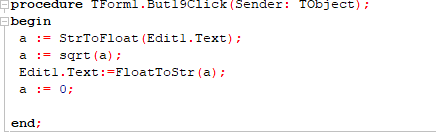 procedure TForm1.But19Click(Sender: TObject);
begin
a := StrToFloat(Edit1.Text);
a := sqrt(a);
Edit1.Text:=FloatToStr(a);
a := 0;
end;